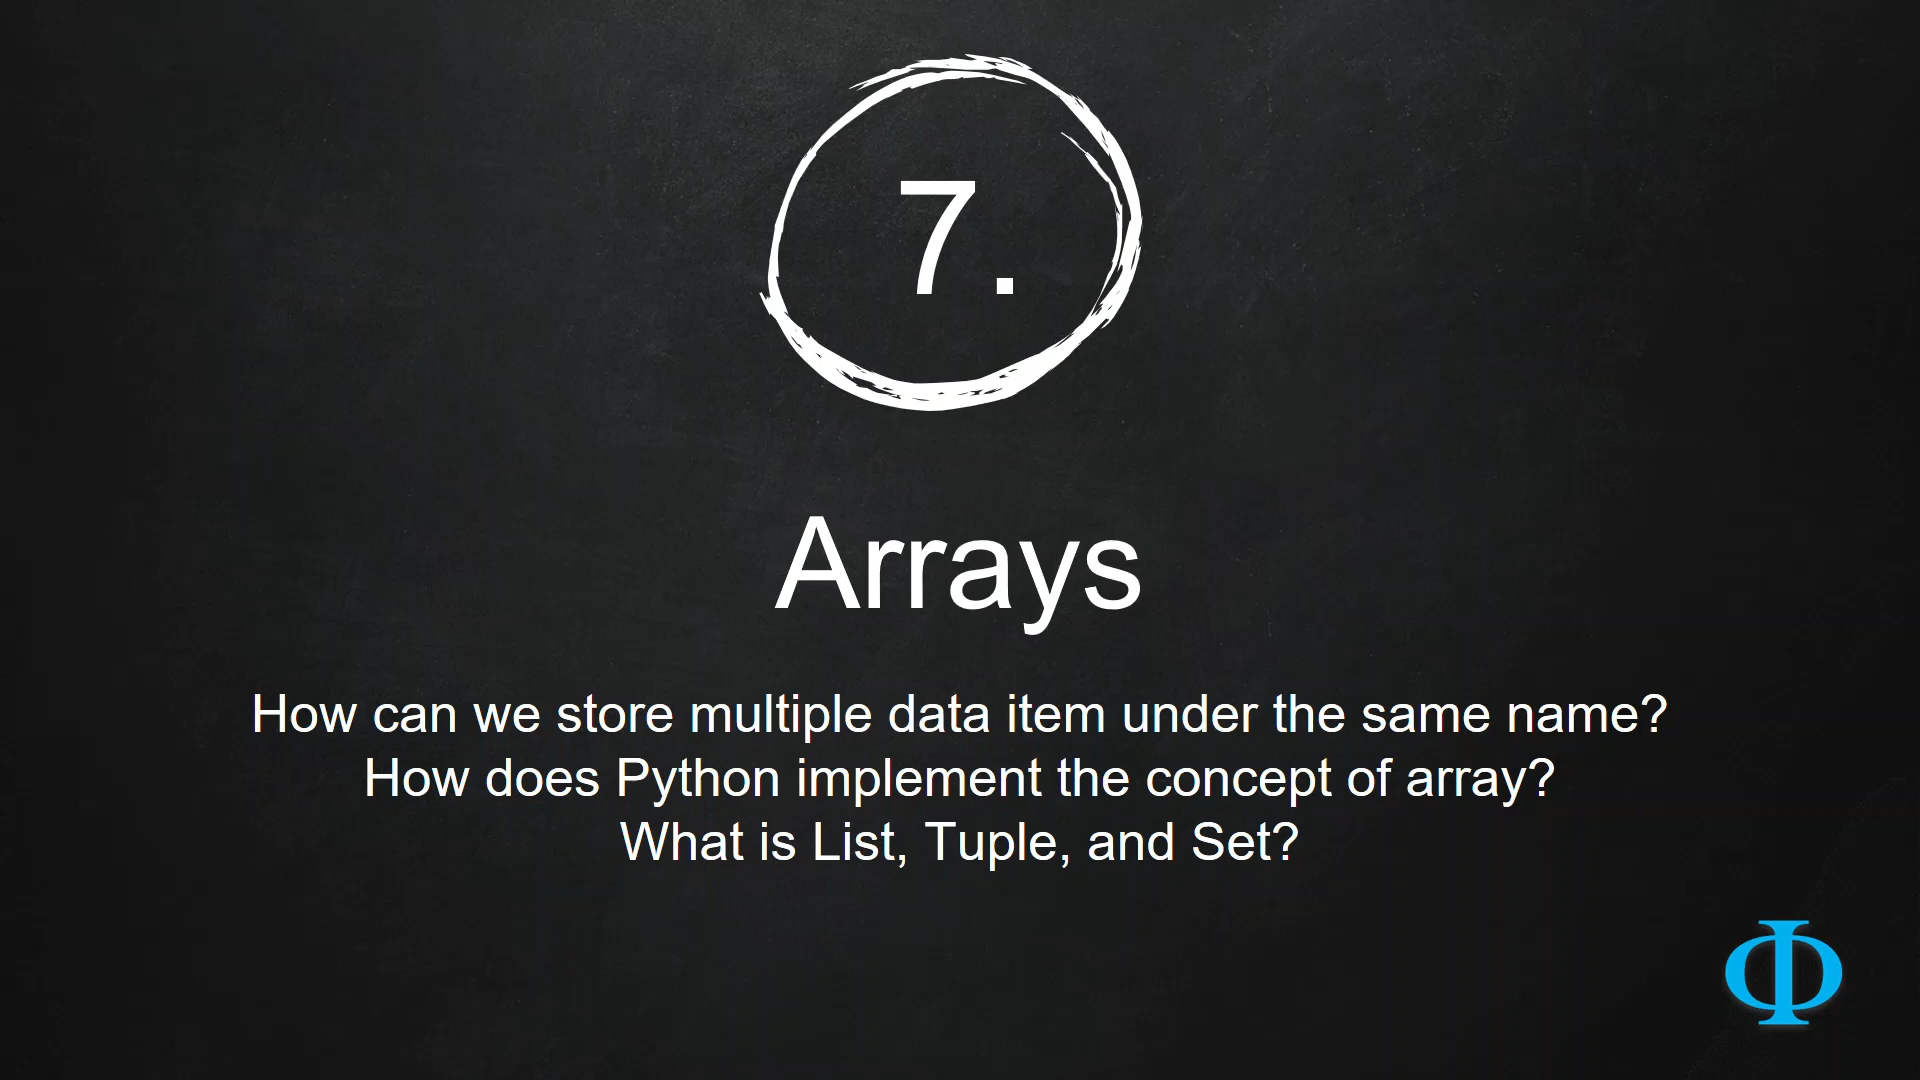 7.
Arrays
How can we store multiple data item under the same name?
How does Python implement the concept of array?
What is List, Tuple, and Set?
Φ